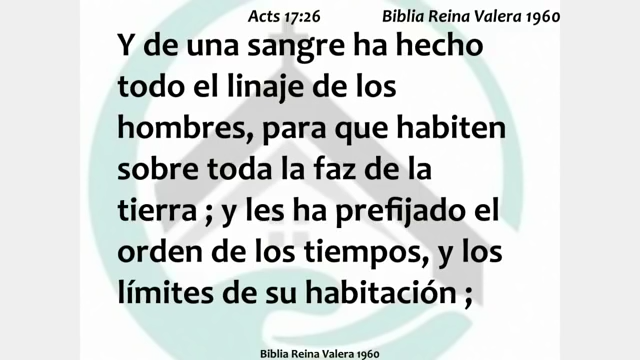 Acts 17:26 Biblia Reina Valera 1960
Y de una sangre ha hecho
todo el linaje de los
hombres, para que habiten
sobre toda la faz de la
tierra ; y les ha prefijado el
orden de los tiempos, y los
límites de su habitación ;
Biblia Reina Valera 1960